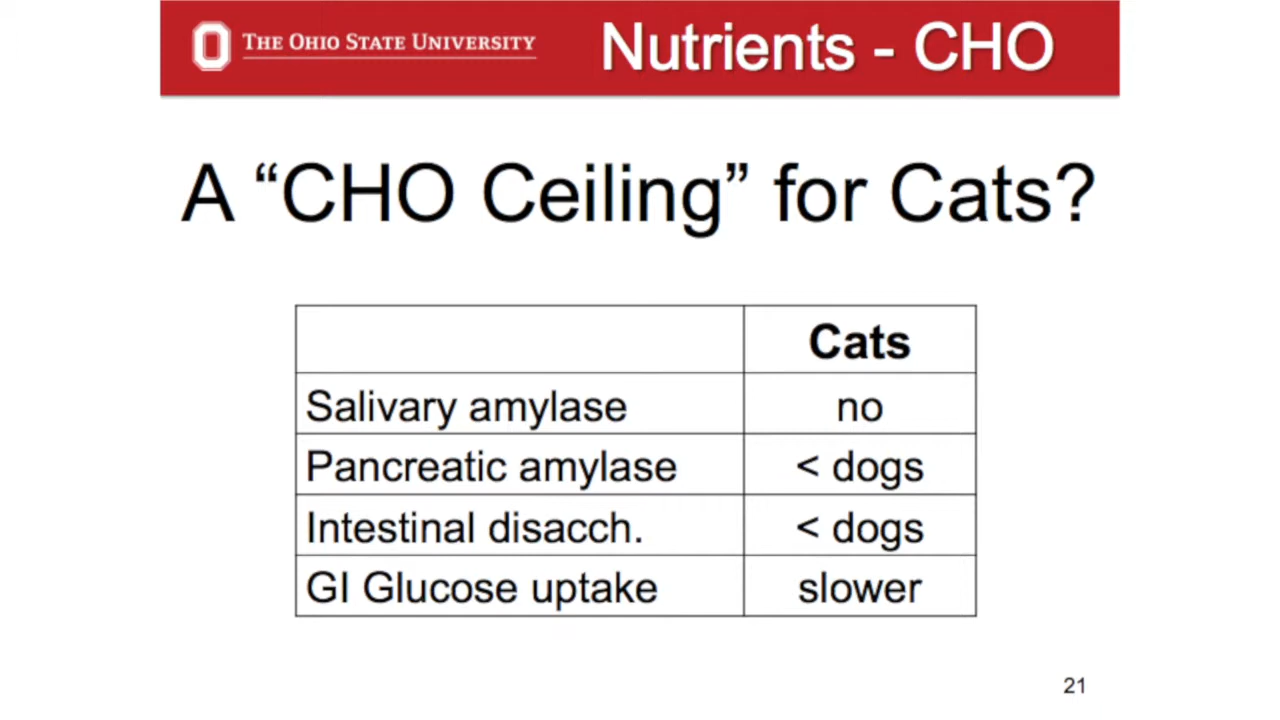 THE OHIO STATE UNIVERSITY
Nutrients - CHO
A “CHO Ceiling” for Cats?
Cats
Salivary amylase no
Pancreatic amylase < dogs
Intestinal disacch. < dogs
GI Glucose uptake slower
21